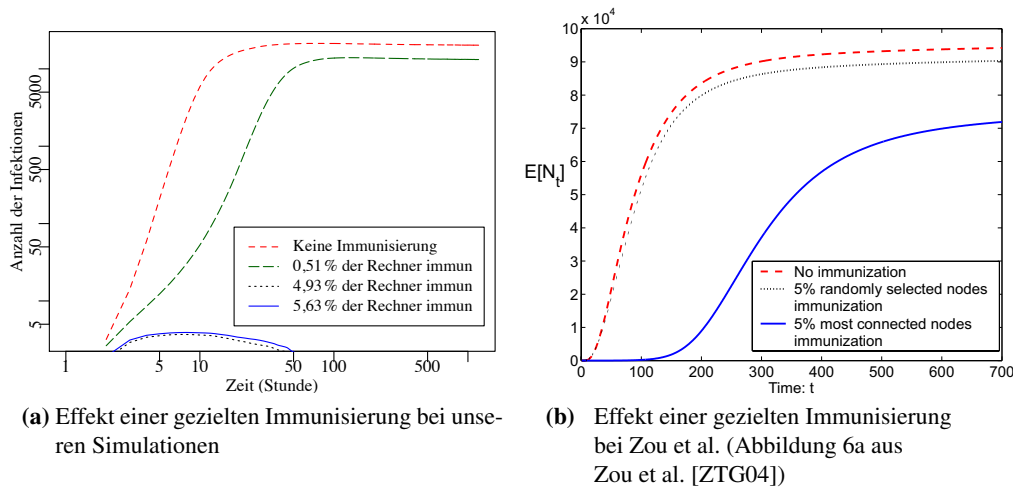 Anzahl der Infektionen
5000
500
50
5
1
5
10
50
100
500
Zeit (Stunde)
Keine Immunisierung
0,51 % der Rechner immun
4,93 % der Rechner immun
5,63 % der Rechner immun
(a) Effekt einer gezielten Immunisierung bei unse-
ren Simulationen
10 x 10⁴
9
8
7
6
5
4
3
2
1
0
E[Nt]
0
100
200
300
400
500
600
700
Time: t
No immunization
5% randomly selected nodes
immunization
5% most connected nodes
immunization
(b) Effekt einer gezielten Immunisierung
bei Zou et al. (Abbildung 6a aus
Zou et al. [ZTG04])